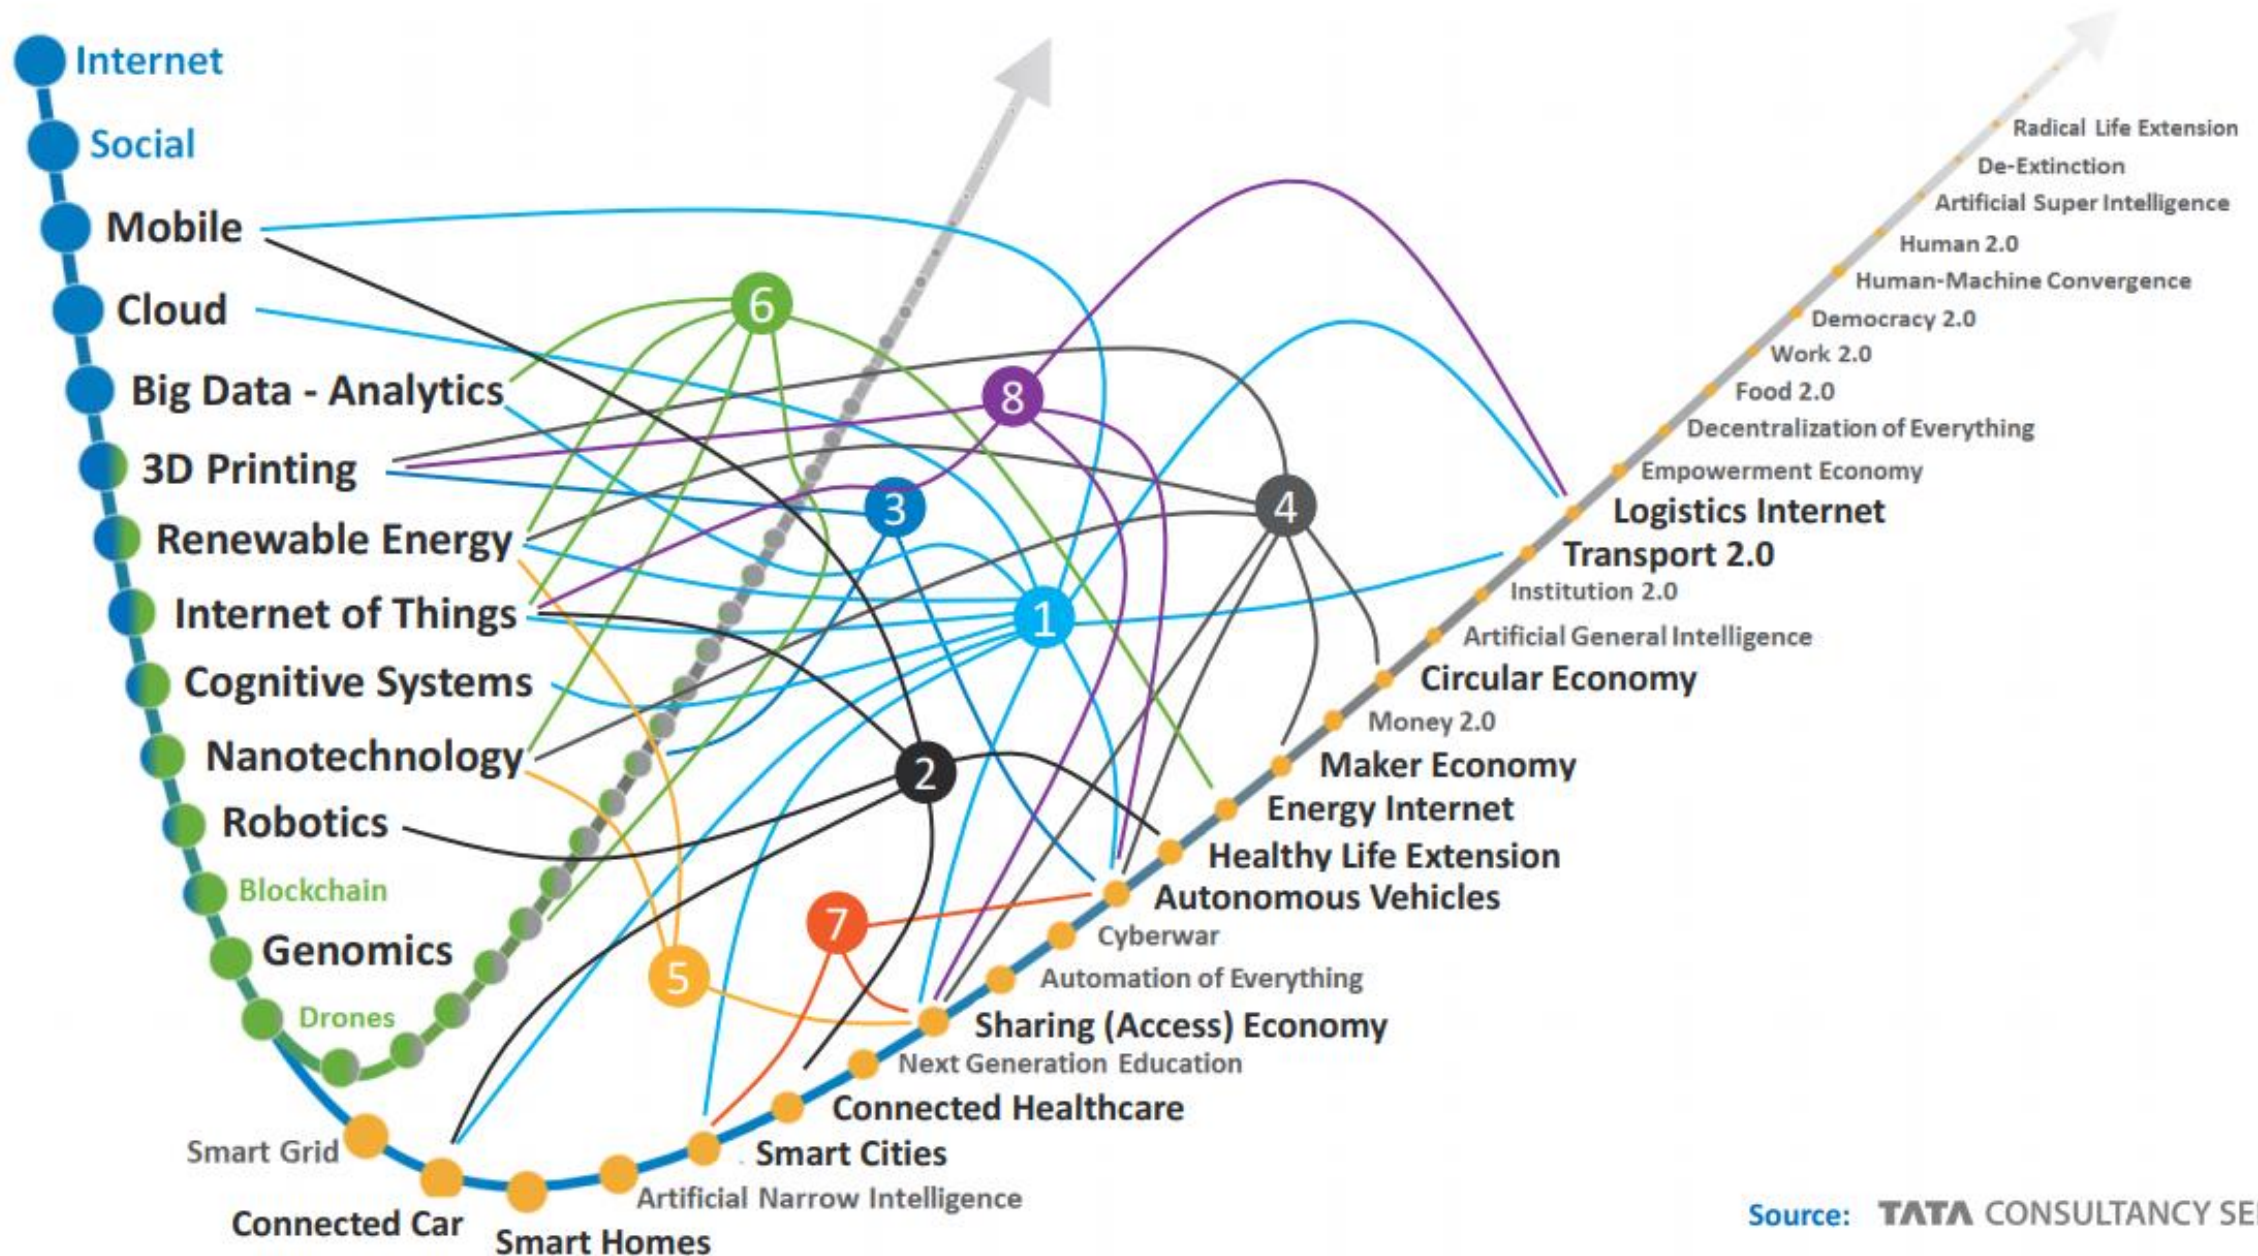 Internet
Social
Mobile
Cloud
Big Data - Analytics
3D Printing
Renewable Energy
Internet of Things
Cognitive Systems
Nanotechnology
Robotics
Blockchain
Genomics
Drones
Smart Grid
Connected Car
Smart Homes
Artificial Narrow Intelligence
Smart Cities
Connected Healthcare
Next Generation Education
Sharing (Access) Economy
Automation of Everything
Cyberwar
Autonomous Vehicles
Healthy Life Extension
Energy Internet
Maker Economy
Money 2.0
Circular Economy
Artificial General Intelligence
Institution 2.0
Transport 2.0
Logistics Internet
Empowerment Economy
Decentralization of Everything
Food 2.0
Work 2.0
Democracy 2.0
Human-Machine Convergence
Human 2.0
Artificial Super Intelligence
De-Extinction
Radical Life Extension
6
8
3
4
1
2
7
5
Source: TATA CONSULTANCY SE